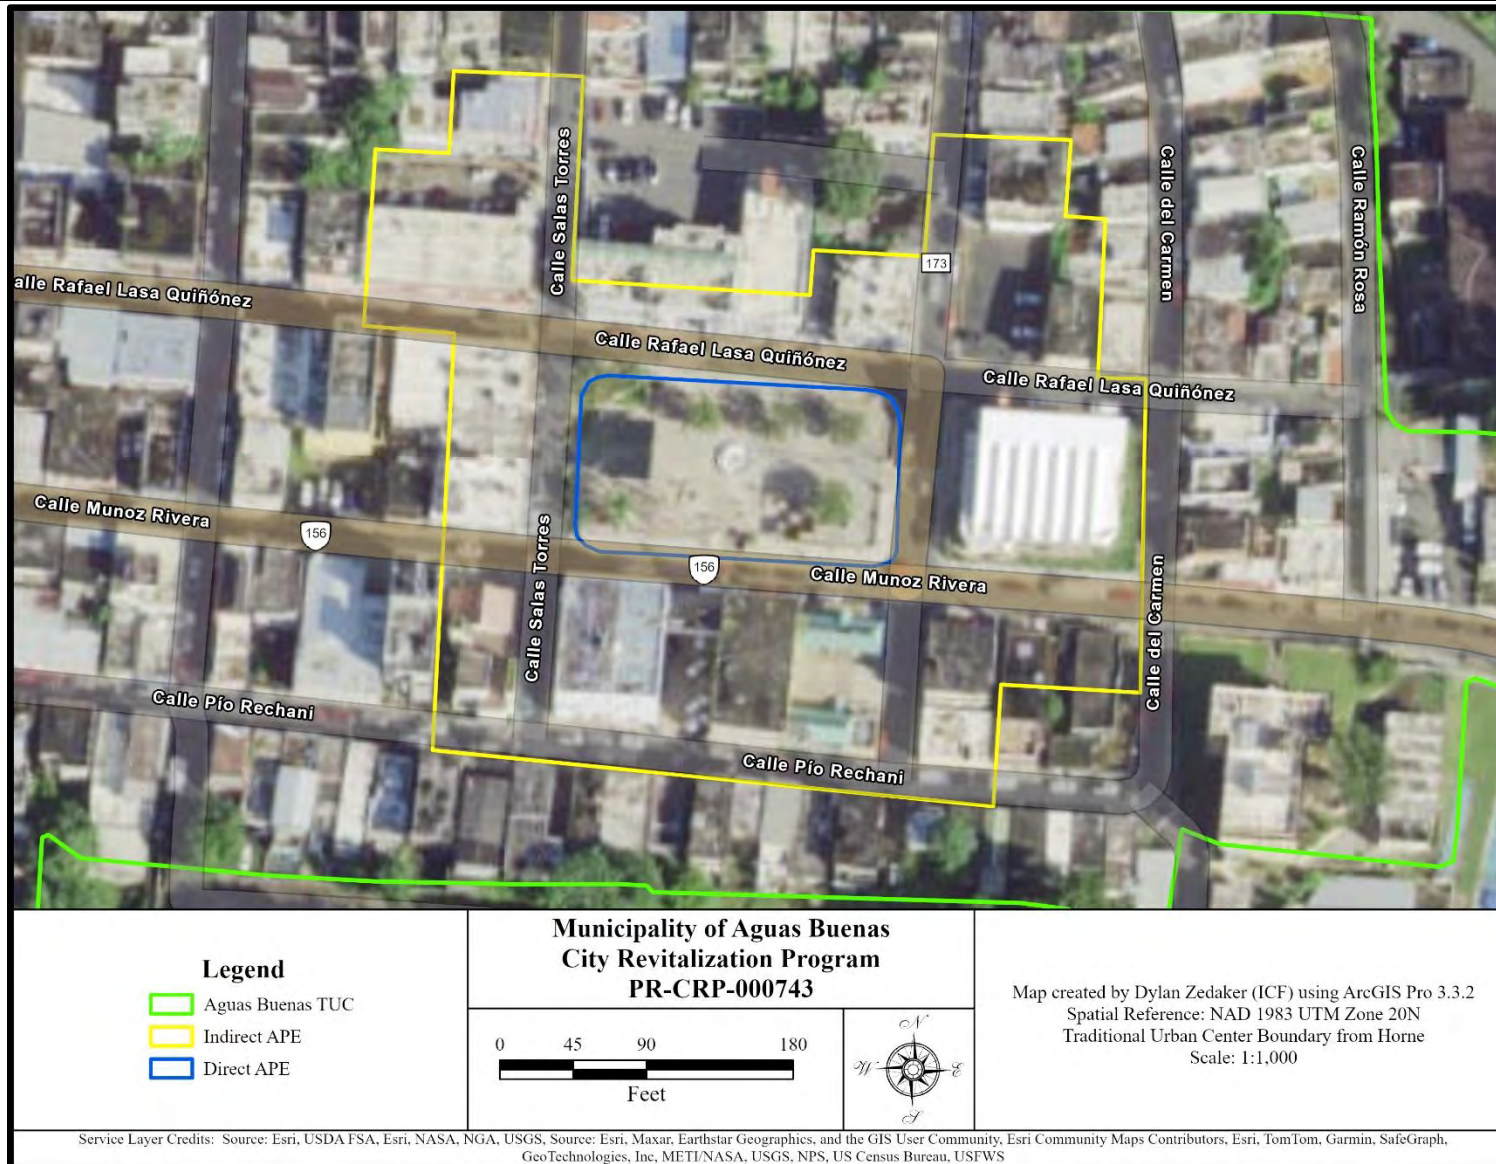 Calle Salas Torres
Calle del Carmen
Calle Ramón Rosa
173
alle Rafael Lasa Quiñónez
Calle Rafael Lasa Quiñónez
Calle Rafael Lasa Quiñónez
Calle Munoz Rivera
156
156
Calle Munoz Rivera
Calle Salas Torres
Calle del Carmen
Calle Pío Rechani
Calle Pío Rechani
Legend
Aguas Buenas TUC
Indirect APE
Direct APE
Municipality of Aguas Buenas
City Revitalization Program
PR-CRP-000743
0 45 90 180
Feet
N
W E
S
Map created by Dylan Zedaker (ICF) using ArcGIS Pro 3.3.2
Spatial Reference: NAD 1983 UTM Zone 20N
Traditional Urban Center Boundary from Horne
Scale: 1:1,000
Service Layer Credits: Source: Esri, USDA FSA, Esri, NASA, NGA, USGS, Source: Esri, Maxar, Earthstar Geographics, and the GIS User Community, Esri Community Maps Contributors, Esri, TomTom, Garmin, SafeGraph,
GeoTechnologies, Inc, METI/NASA, USGS, NPS, US Census Bureau, USFWS